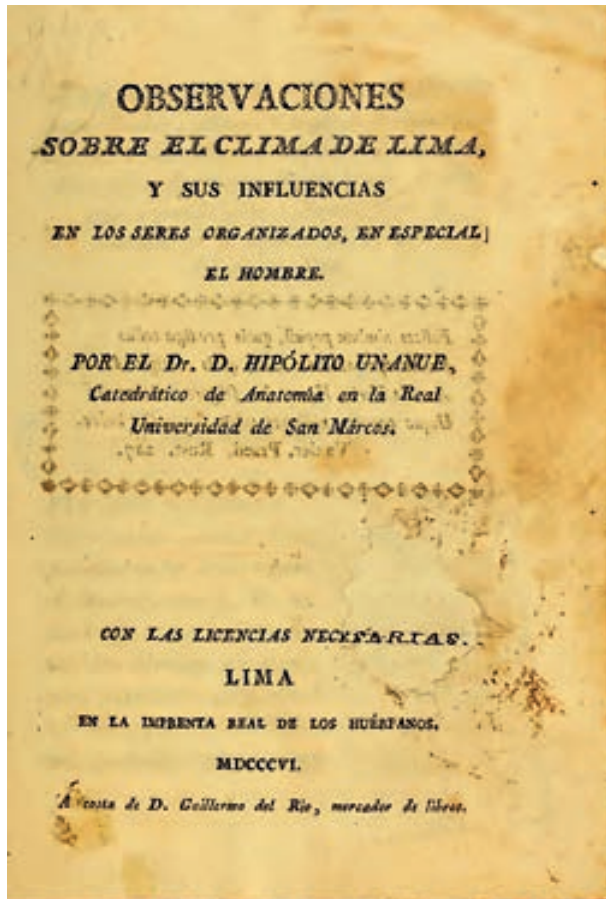 OBSERVACIONES
SOBRE EL CLIMA DE LIMA,
Y SUS INFLUENCIAS
EN LOS SERES ORGANIZADOS, EN ESPECIAL
EL HOMBRE.
POR EL Dr. D. HIPÓLITO UNANUE,
Catedrático de Anatomía en la Real
Universidad de San Márcos.
CON LAS LICENCIAS NECESARIAS.
LIMA
EN LA IMPRENTA REAL DE LOS HUÉRFANOS.
MDCCCVI.
A costa de D. Guillermo del Rio, mercader de libros.